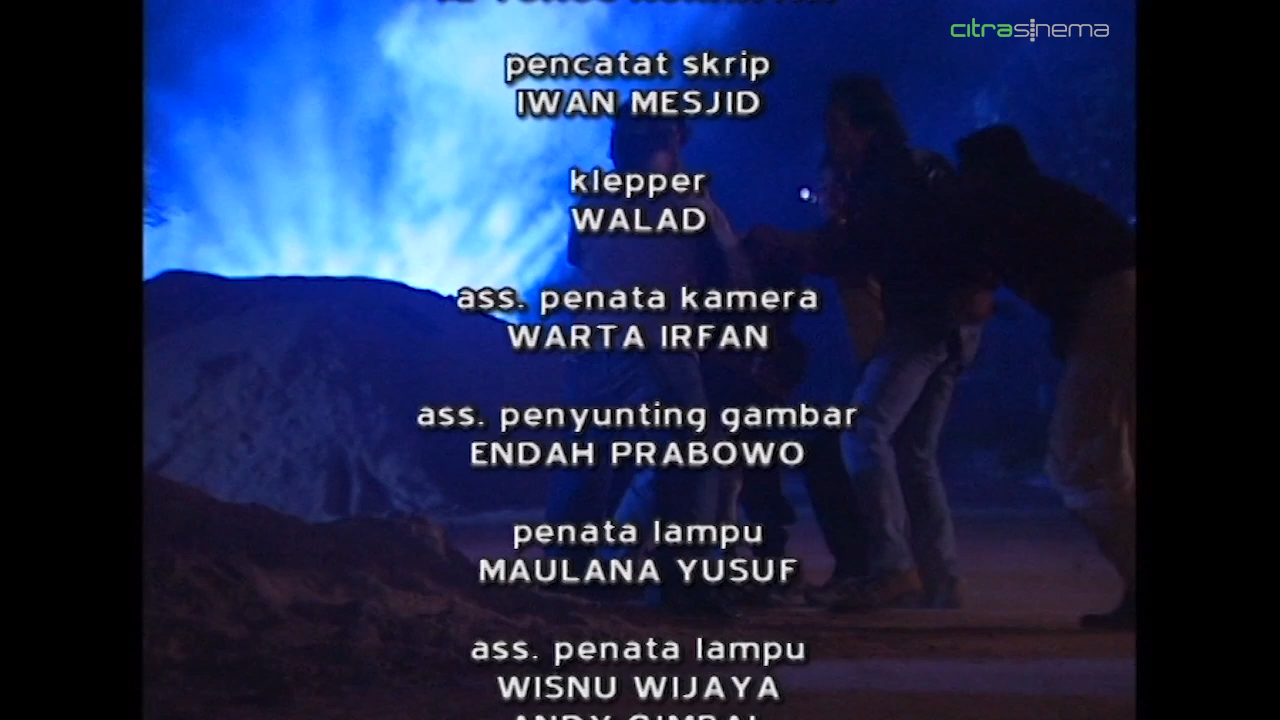 citrasinema
pencatat skrip
IWAN MESJID
klepper
WALAD
ass. penata kamera
WARTA IRFAN
ass. penyunting gambar
ENDAH PRABOWO
penata lampu
MAULANA YUSUF
ass. penata lampu
WISNU WIJAYA